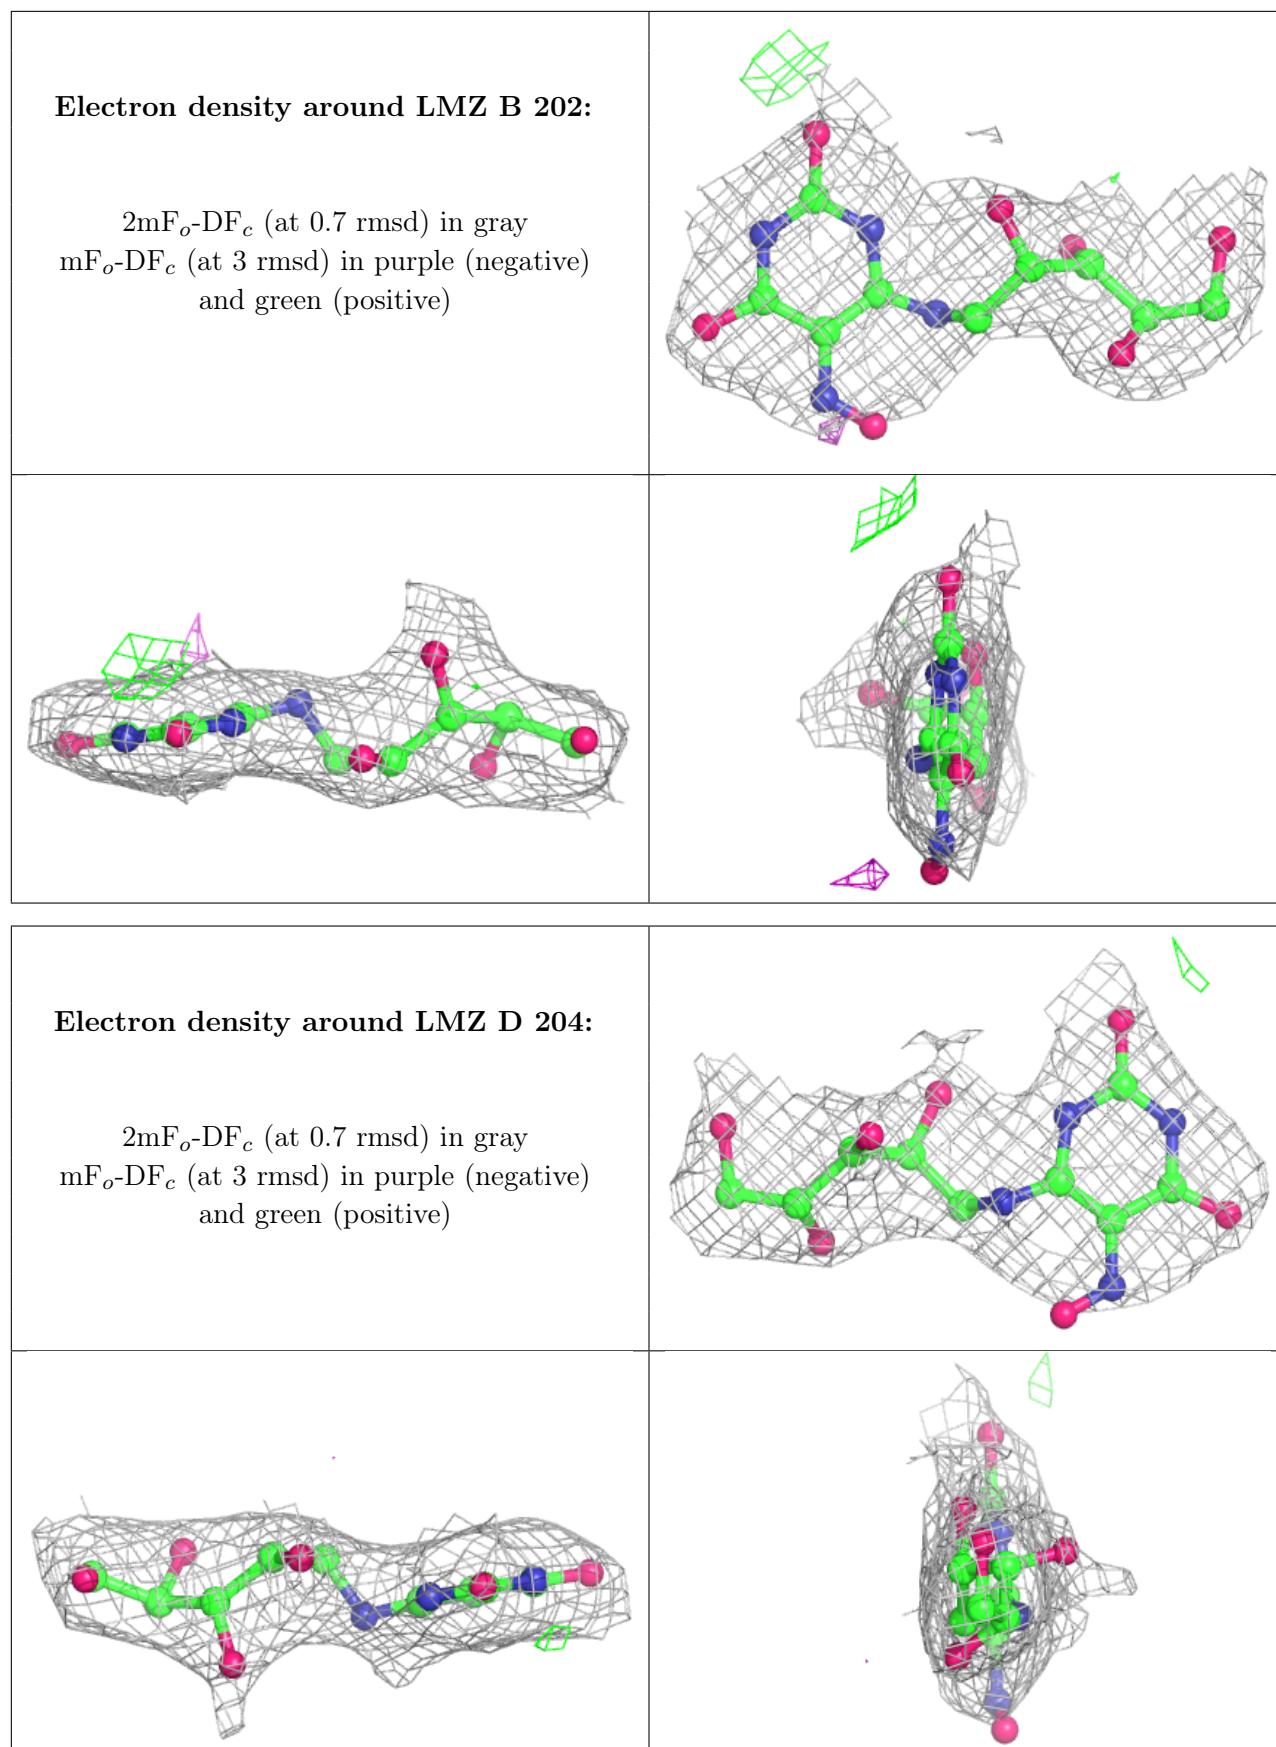 Electron density around LMZ B 202:
2mFo-DFc (at 0.7 rmsd) in gray
mFo-DFc (at 3 rmsd) in purple (negative)
and green (positive)
Electron density around LMZ D 204:
2mFo-DFc (at 0.7 rmsd) in gray
mFo-DFc (at 3 rmsd) in purple (negative)
and green (positive)